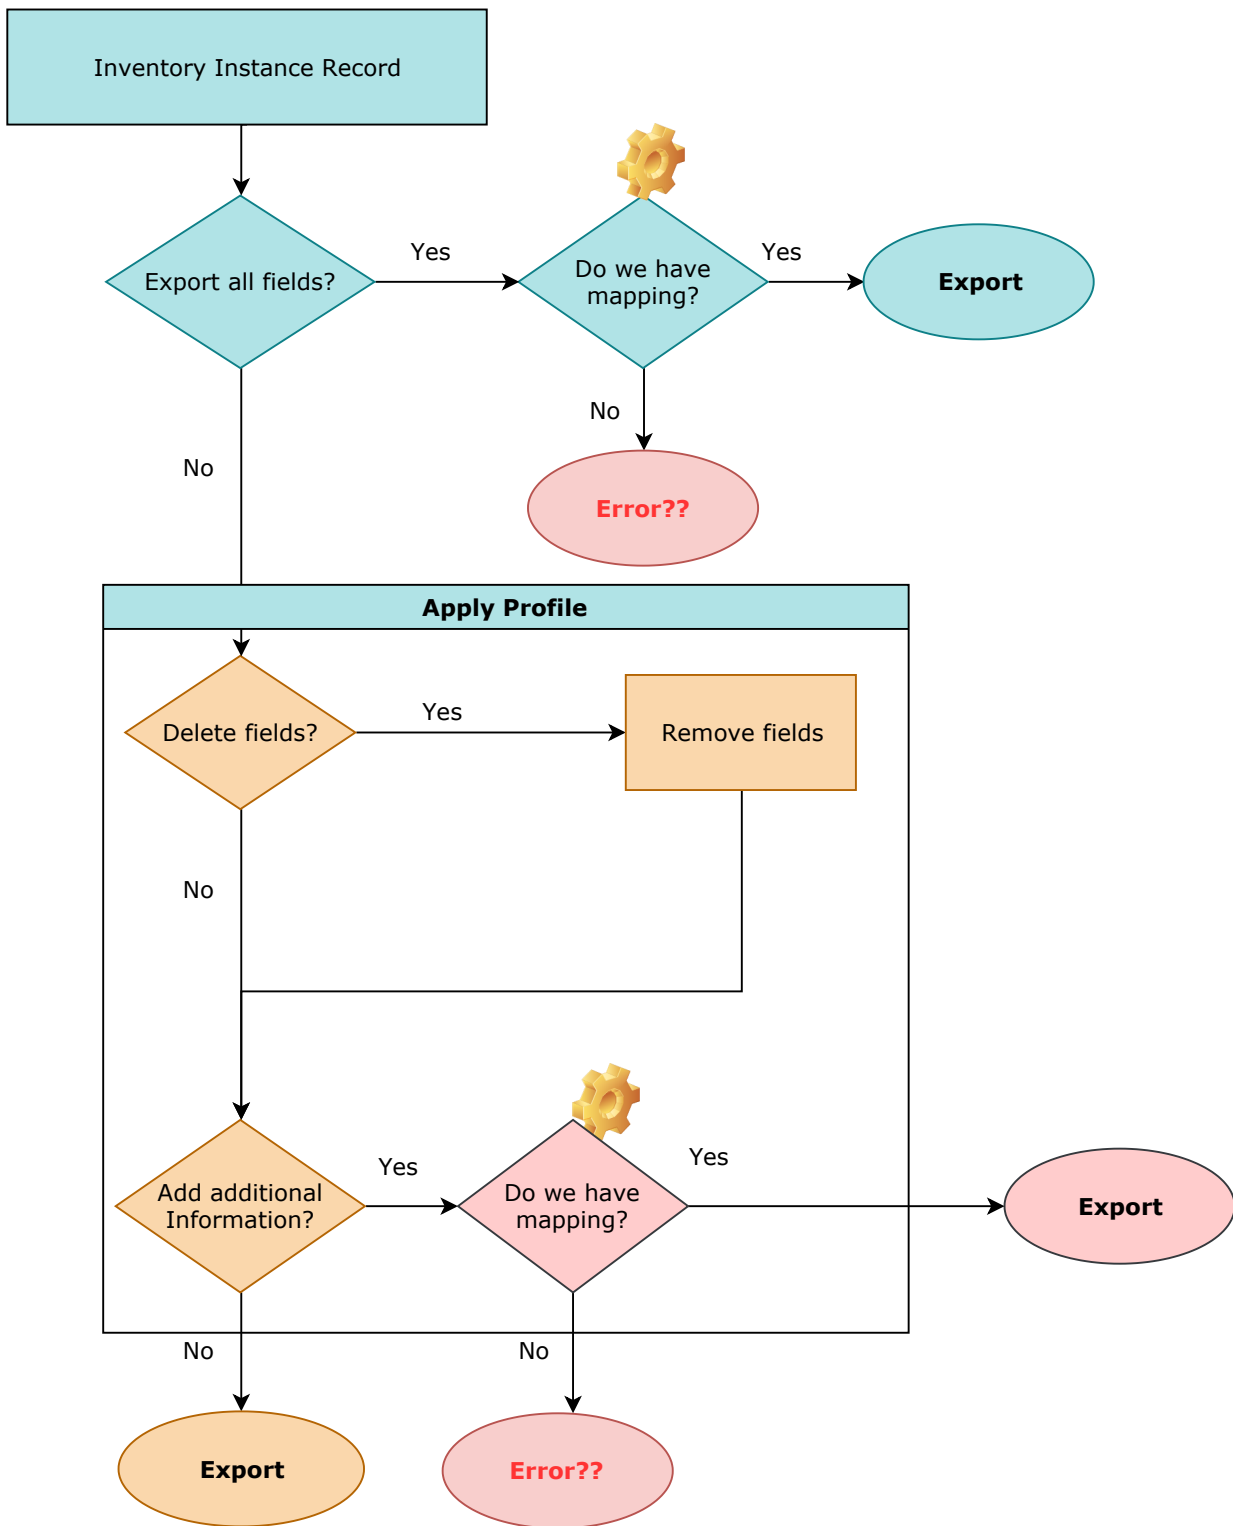 Inventory Instance Record
Export all fields?
Yes
Do we have
mapping?
Yes
Export
No
Error??
No
Apply Profile
Delete fields?
Yes
Remove fields
No
Add additional
Information?
Yes
Do we have
mapping?
Yes
Export
No
No
Export
Error??